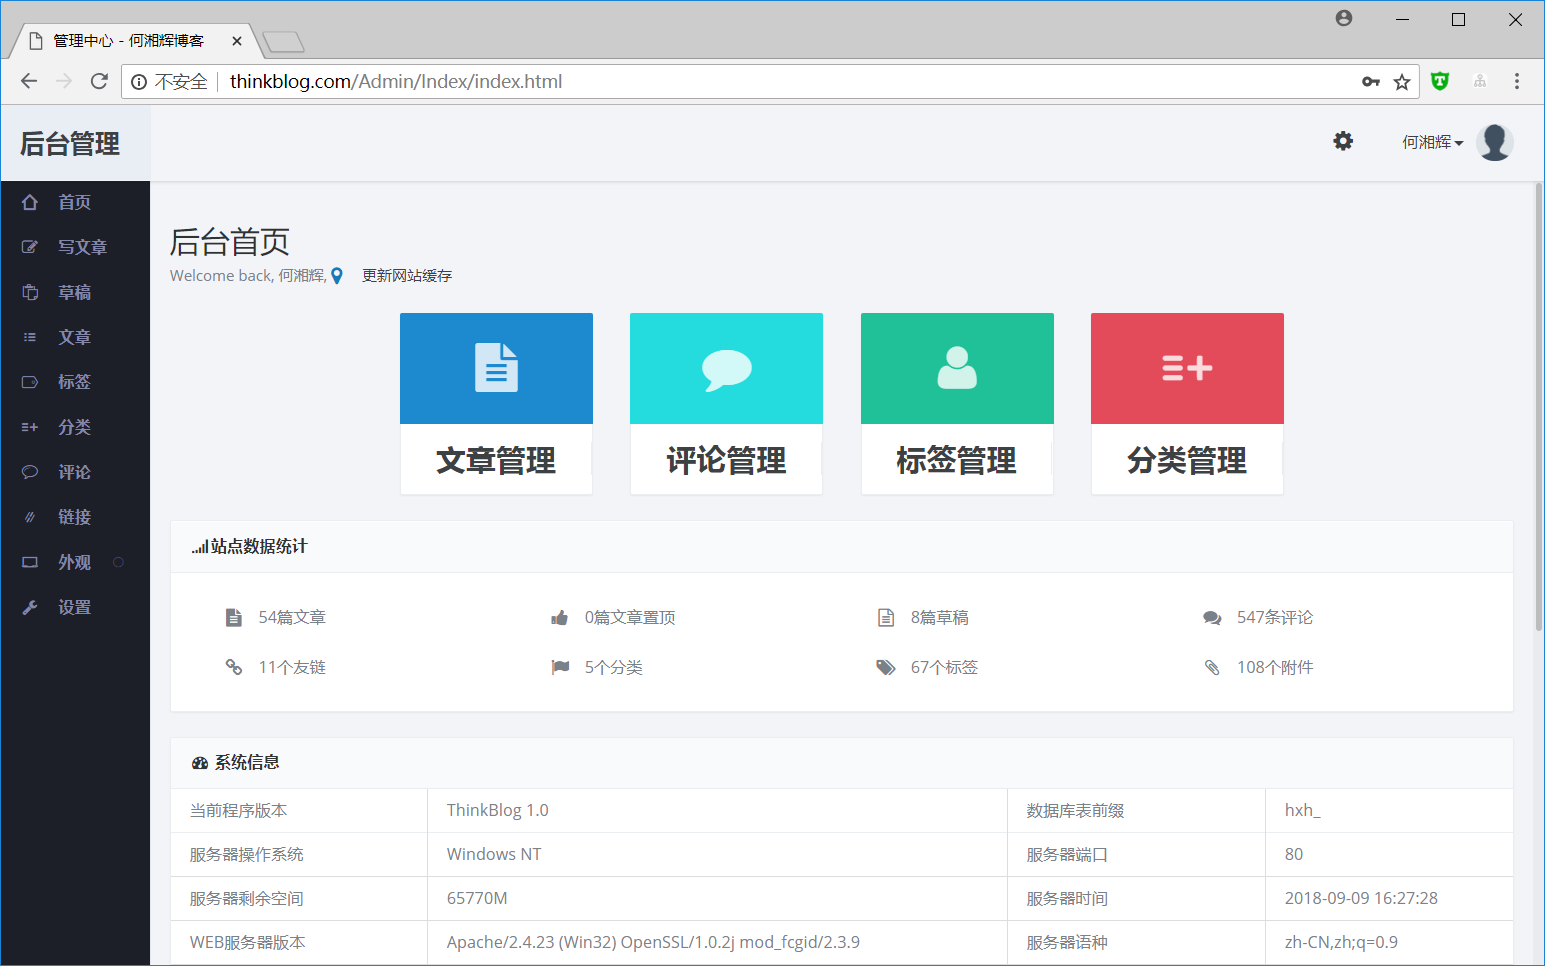 管理中心 - 何湘辉博客
不安全 thinkblog.com/Admin/Index/index.html
后台管理
何湘辉
首页
写文章
草稿
文章
标签
分类
评论
链接
外观
设置
后台首页
Welcome back, 何湘辉, 更新网站缓存
文章管理 评论管理 标签管理 分类管理
站点数据统计
54篇文章 0篇文章置顶 8篇草稿 547条评论
11个友链 5个分类 67个标签 108个附件
系统信息
当前程序版本 ThinkBlog 1.0 数据库表前缀 hxh_
服务器操作系统 Windows NT 服务器端口 80
服务器剩余空间 65770M 服务器时间 2018-09-09 16:27:28
WEB服务器版本 Apache/2.4.23 (Win32) OpenSSL/1.0.2j mod_fcgid/2.3.9 服务器语种 zh-CN,zh;q=0.9